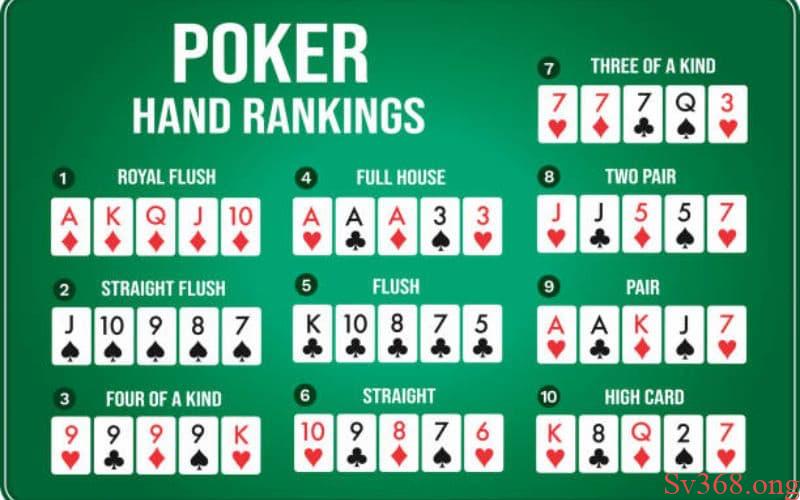 POKER
HAND RANKINGS
1 ROYAL FLUSH
A K Q J 10
2 STRAIGHT FLUSH
J 10 9 8 7
3 FOUR OF A KIND
9 9 9 9 K
4 FULL HOUSE
A A A 3 3
5 FLUSH
K 10 8 7 5
6 STRAIGHT
10 9 8 7 6
7 THREE OF A KIND
7 7 7 Q 3
8 TWO PAIR
J J 5 5 7
9 PAIR
A A K J 7
10 HIGH CARD
K 8 Q 2 7
Sv368.ong